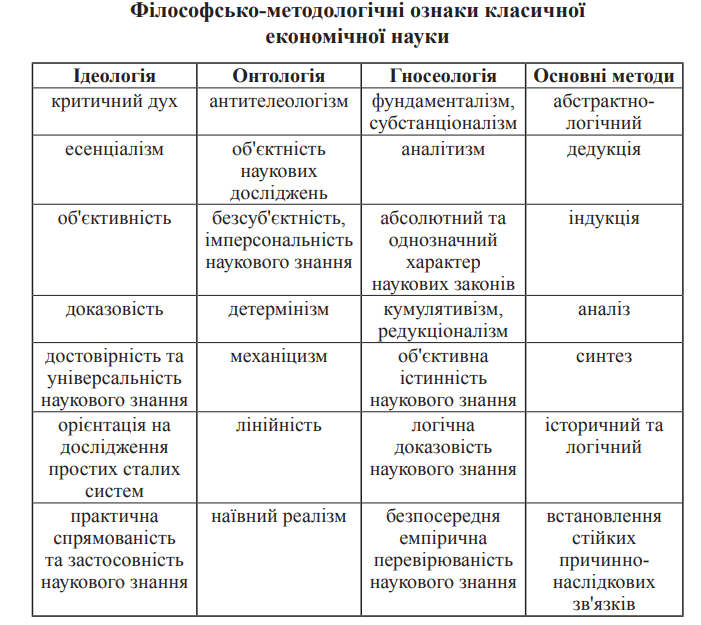 Філософсько-методологічні ознаки класичної
економічної науки
Ідеологія
Онтологія
Гносеологія
Основні методи
критичний дух
антителеологізм
фундаменталізм,
субстанціоналізм
абстрактно-
логічний
есенціалізм
об'єктність
наукових
досліджень
аналітизм
дедукція
об'єктивність
безсуб'єктність,
імперсональність
наукового знання
абсолютний та
однозначний
характер
наукових законів
індукція
доказовість
детермінізм
кумулятивізм,
редукціоналізм
аналіз
достовірність та
універсальність
наукового знання
механіцизм
об'єктивна
істинність
наукового знання
синтез
орієнтація на
дослідження
простих сталих
систем
лінійність
логічна
доказовість
наукового знання
історичний та
логічний
практична
спрямованість
та застосовність
наукового знання
наївний реалізм
безпосередня
емпірична
перевірюваність
наукового знання
встановлення
стійких
причинно-
наслідкових
зв'язків